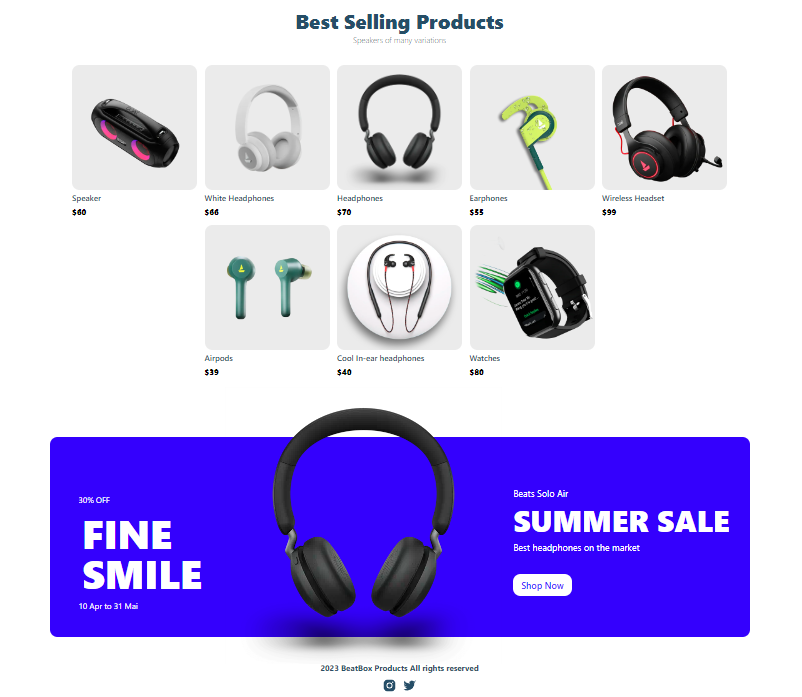 Best Selling Products
Speakers of many variations
Speaker
$60
White Headphones
$66
Headphones
$70
Earphones
$55
Wireless Headset
$99
Airpods
$39
Cool In-ear headphones
$40
Watches
$80
30% OFF
FINE
SMILE
10 Apr to 31 Mai
Beats Solo Air
SUMMER SALE
Best headphones on the market
Shop Now
2023 BeatBox Products All rights reserved